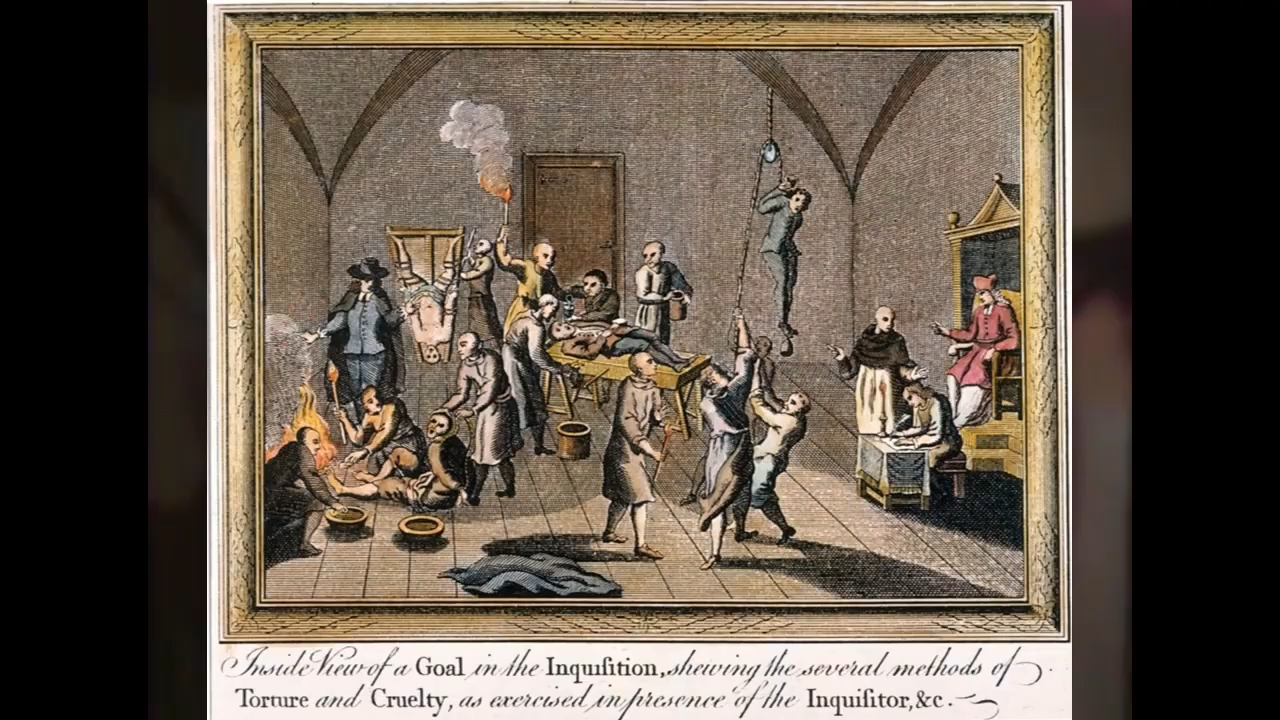 Inside View of a Goal in the Inquiſition, shewing the several methods of
Torture and Cruelty, as exercised in presence of the Inquiſitor, &c.